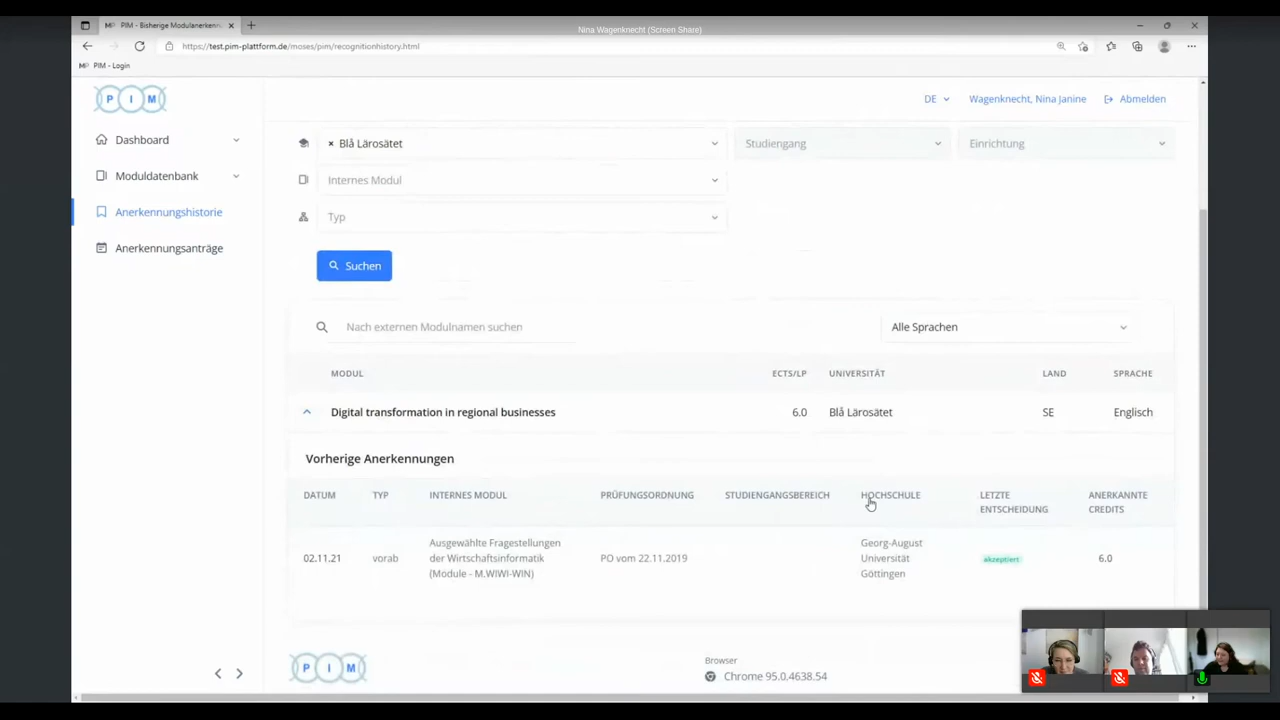 PIM - Bisherige Modulanerkenn
Nina Wagenknecht (Screen Share)
https://test.pim-plattform.de/moses/pim/recognitionhistory.html
PIM - Login
P I M
DE
Wagenknecht, Nina Janine
Abmelden
Dashboard
Moduldatenbank
Anerkennungshistorie
Anerkennungsanträge
× Blå Lärosätet
Studiengang
Einrichtung
Internes Modul
Typ
Suchen
Nach externen Modulnamen suchen
Alle Sprachen
MODUL ECTS/LP UNIVERSITÄT LAND SPRACHE
Digital transformation in regional businesses 6.0 Blå Lärosätet SE Englisch
Vorherige Anerkennungen
DATUM TYP INTERNES MODUL PRÜFUNGSORDNUNG STUDIENGANGSBEREICH HOCHSCHULE LETZTE ANERKANNTE
ENTSCHEIDUNG CREDITS
Ausgewählte Fragestellungen Georg-August
02.11.21 vorab der Wirtschaftsinformatik PO vom 22.11.2019 Universität akzeptiert 6.0
(Module - M.WIWI-WIN) Göttingen
P I M
Browser
Chrome 95.0.4638.54